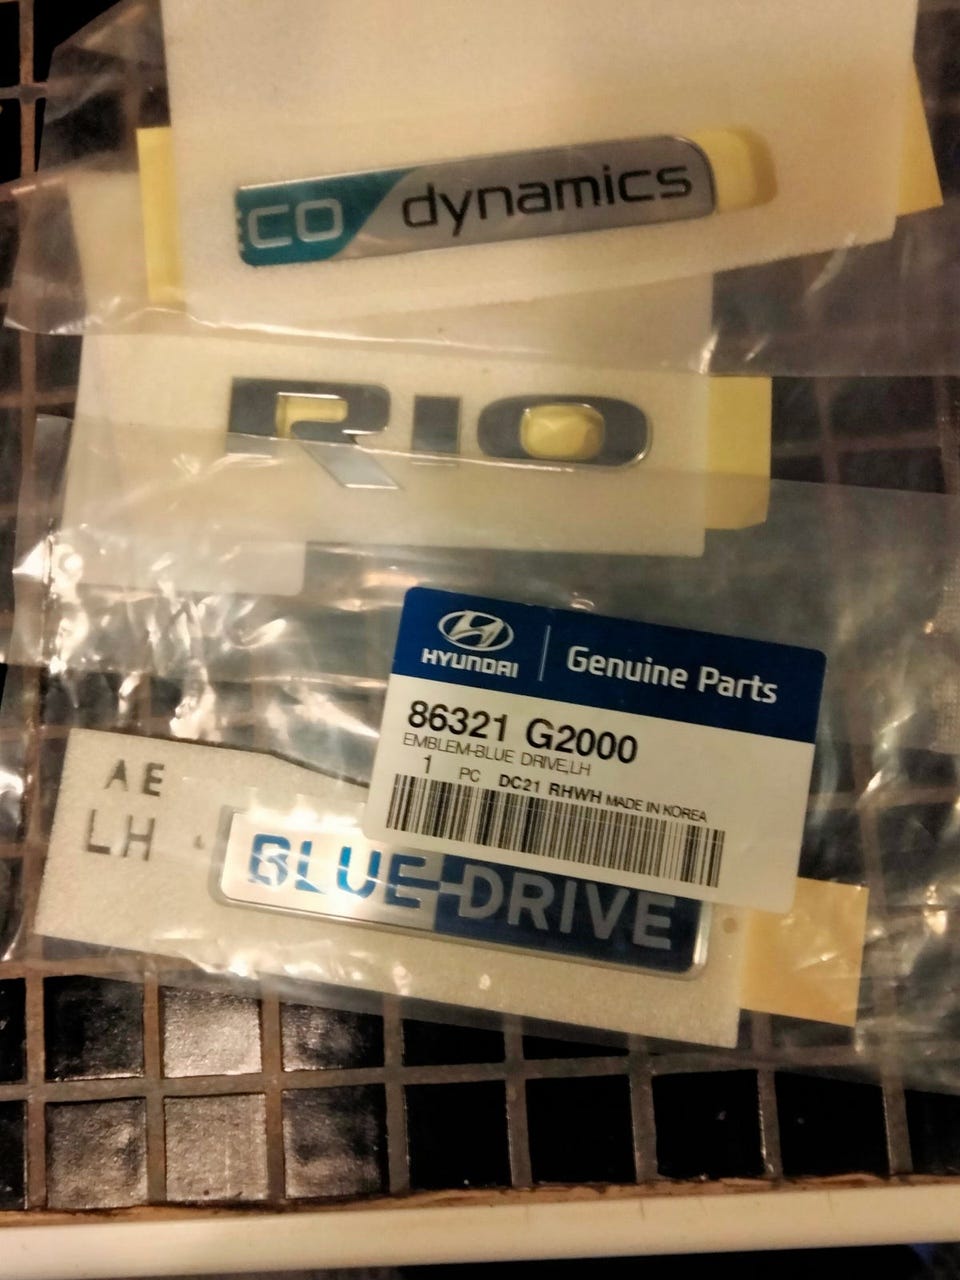 ECO dynamics
RIO
HYUNDAI
Genuine Parts
86321 G2000
EMBLEM-BLUE DRIVE,LH
1 PC DC21 RHWH MADE IN KOREA
AE
LH
BLUE-DRIVE